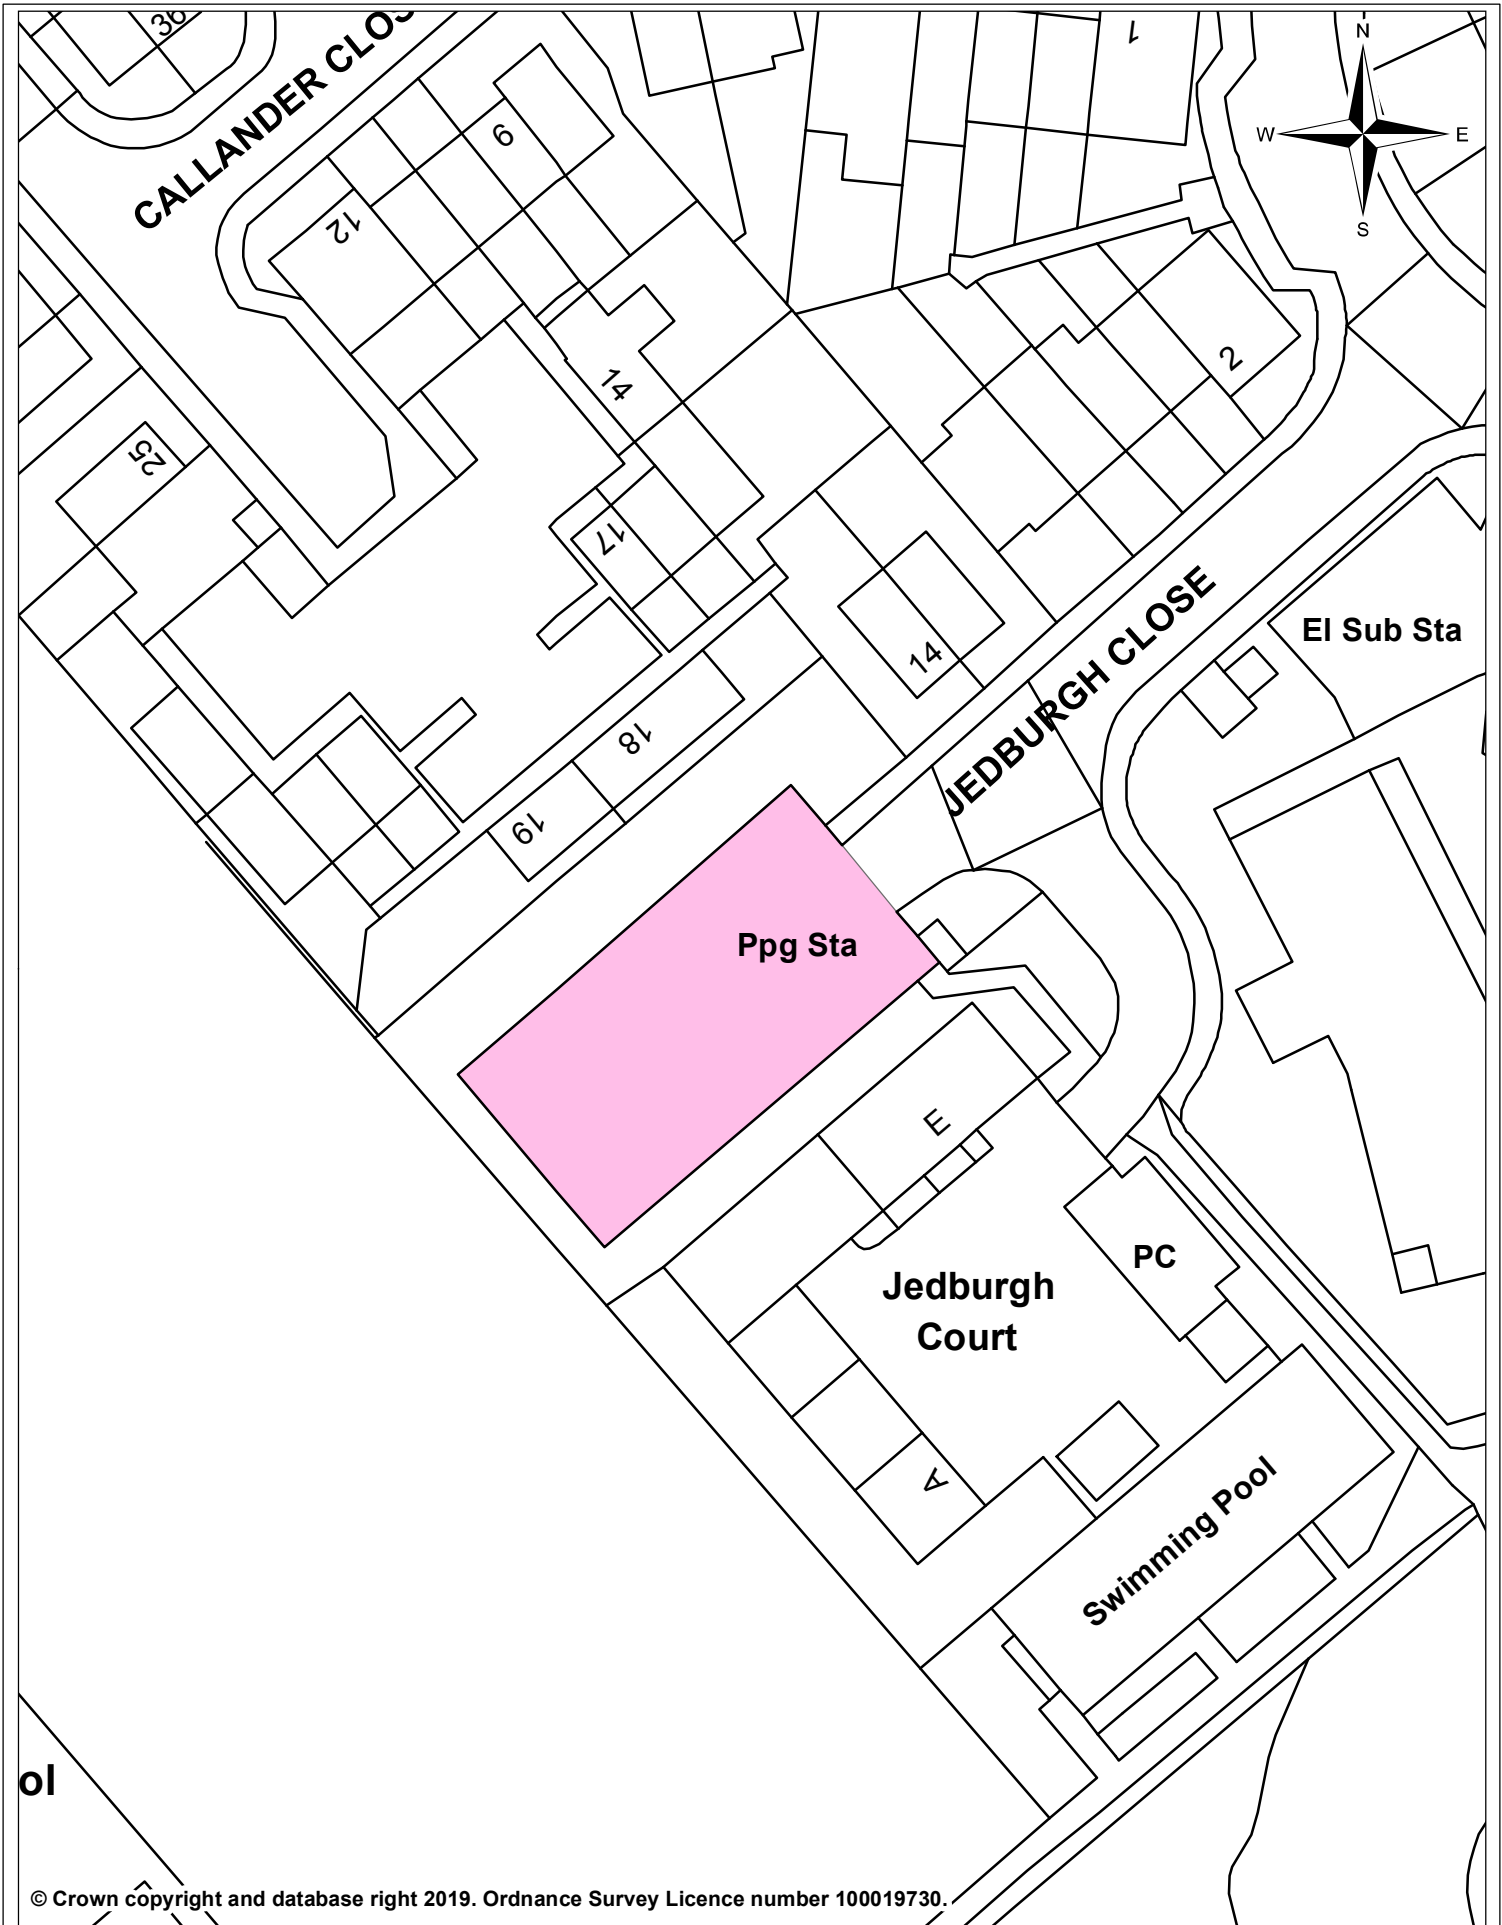 36
CALLANDER CLOS
1
N
W
E
S
9
12
14
2
25
17
El Sub Sta
14
JEDBURGH CLOSE
18
19
Ppg Sta
E
PC
Jedburgh
Court
A
Swimming Pool
ol
© Crown copyright and database right 2019. Ordnance Survey Licence number 100019730.